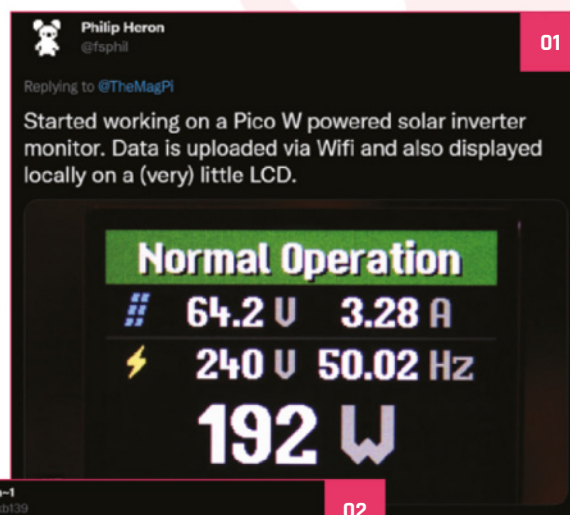 Philip Heron
@fsphil
01
Replying to @TheMagPi
Started working on a Pico W powered solar inverter
monitor. Data is uploaded via Wifi and also displayed
locally on a (very) little LCD.
Normal Operation
64.2 V 3.28 A
240 V 50.02 Hz
192 W
02